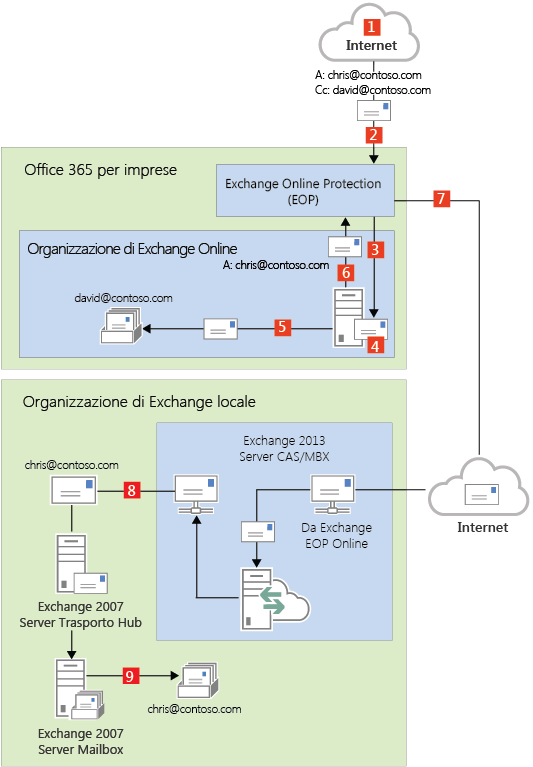 1
Internet
A: chris@contoso.com
Cc: david@contoso.com
2
Office 365 per imprese
Exchange Online Protection
(EOP)
7
Organizzazione di Exchange Online
3
A: chris@contoso.com
6
david@contoso.com
5
4
Organizzazione di Exchange locale
Exchange 2013
Server CAS/MBX
chris@contoso.com
8
Da Exchange
EOP Online
Internet
Exchange 2007
Server Trasporto Hub
9
chris@contoso.com
Exchange 2007
Server Mailbox